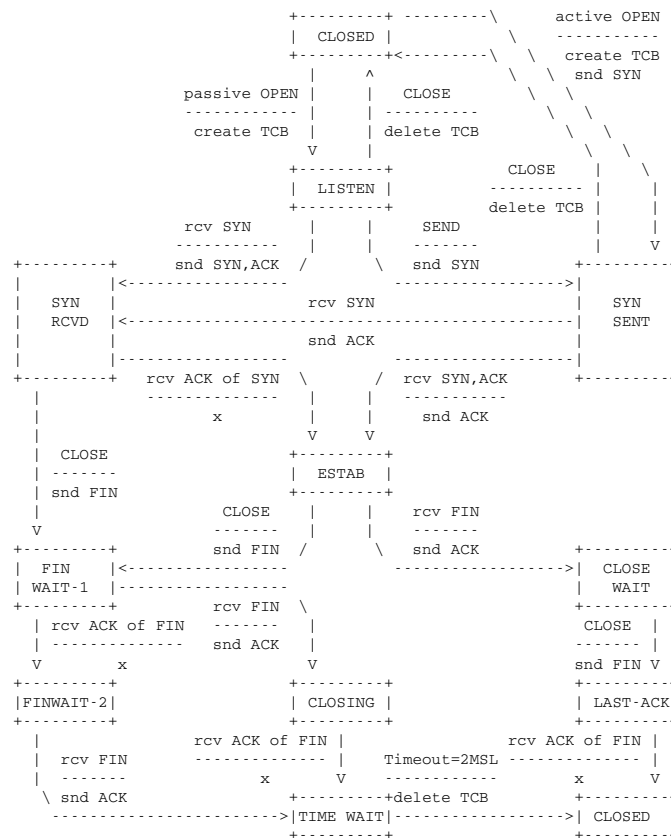 +---------+ ---------\      active OPEN
|  CLOSED |            \    -----------
+---------+<---------\   \   create TCB
|     ^              \   \  snd SYN
passive OPEN |     |   CLOSE        \   \
------------ |     | ----------       \   \
create TCB  |     | delete TCB         \   \
V     |                      \   \
+---------+            CLOSE    |    \
|  LISTEN |          ---------- |     |
+---------+          delete TCB |     |
rcv SYN      |     |     SEND              |     |
-----------   |     |    -------            |     V
+---------+      snd SYN,ACK  /       \   snd SYN          +---------
|         |<-----------------           ------------------>|
|   SYN   |                    rcv SYN                     |   SYN
|   RCVD  |<-----------------------------------------------|   SENT
|         |                    snd ACK                     |
|         |------------------           -------------------|
+---------+   rcv ACK of SYN  \       /  rcv SYN,ACK       +---------
|           --------------   |     |   -----------
|                  x         |     |     snd ACK
|                            V     V
|  CLOSE                   +---------+
| -------                  |  ESTAB  |
| snd FIN                  +---------+
|                   CLOSE    |     |    rcv FIN
V                  -------   |     |    -------
+---------+          snd FIN  /       \   snd ACK          +---------
|  FIN    |<-----------------           ------------------>|  CLOSE
| WAIT-1  |------------------                              |   WAIT
+---------+          rcv FIN  \                            +---------
| rcv ACK of FIN   -------   |                            CLOSE  |
| --------------   snd ACK   |                           ------- |
V        x                   V                           snd FIN V
+---------+                  +---------+                   +---------
|FINWAIT-2|                  | CLOSING |                   | LAST-ACK
+---------+                  +---------+                   +---------
|                rcv ACK of FIN |                 rcv ACK of FIN |
|  rcv FIN       -------------- |    Timeout=2MSL -------------- |
|  -------              x       V    ------------        x       V
\ snd ACK                 +---------+delete TCB         +---------
------------------------>|TIME WAIT|------------------>| CLOSED
+---------+                   +---------